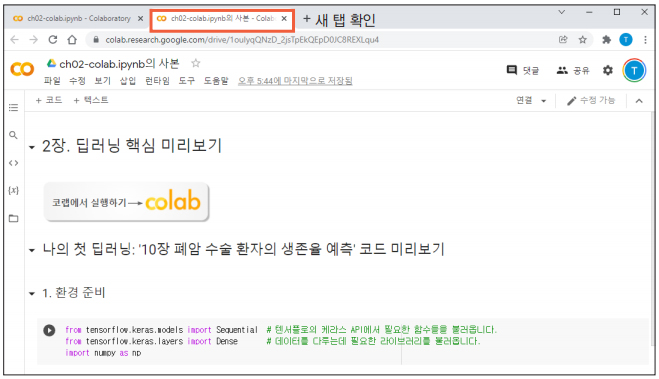 ch02-colab.ipynb - Colaboratory
ch02-colab.ipynb의 사본 - Colab
+ 새 탭 확인
colab.research.google.com/drive/1oulyqQNzD_2jsTpEkQEpD0JC8REXLqu4
ch02-colab.ipynb의 사본
댓글 공유 T
파일 수정 보기 삽입 런타임 도구 도움말 오후 5:44에 마지막으로 저장됨
+ 코드 + 텍스트 연결 수정 가능
2장. 딥러닝 핵심 미리보기
코랩에서 실행하기 → colab
나의 첫 딥러닝: '10장 폐암 수술 환자의 생존율 예측' 코드 미리보기
1. 환경 준비
from tensorflow.keras.models import Sequential # 텐서플로의 케라스 API에서 필요한 함수들을 불러옵니다.
from tensorflow.keras.layers import Dense # 데이터를 다루는데 필요한 라이브러리를 불러옵니다.
import numpy as np